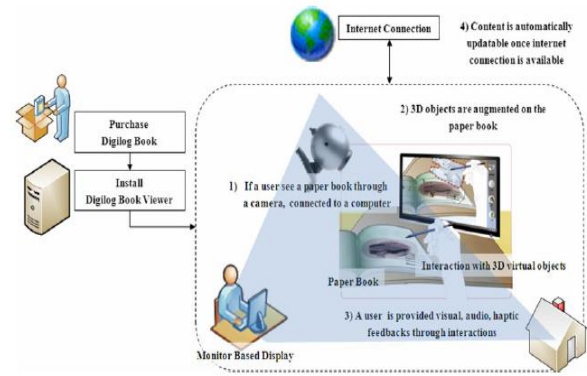 Internet Connection
4) Content is automatically
updatable once internet
connection is available
Purchase
Digilog Book
2) 3D objects are augmented on the
paper book
Install
Digilog Book Viewer
1) If a user see a paper book through
a camera, connected to a computer
Interaction with 3D virtual objects
Paper Book
3) A user is provided visual, audio, haptic
feedbacks through interactions
Monitor Based Display